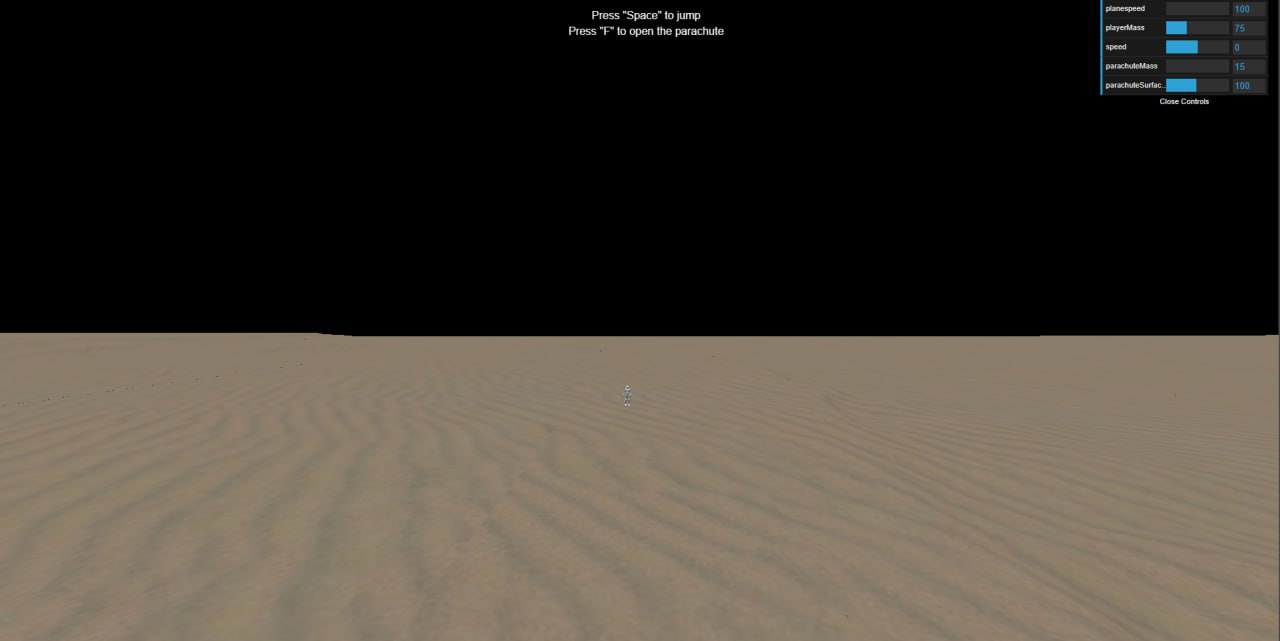 Press "Space" to jump
Press "F" to open the parachute
planespeed 100
playerMass 75
speed 0
parachuteMass 15
parachuteSurfac... 100
Close Controls